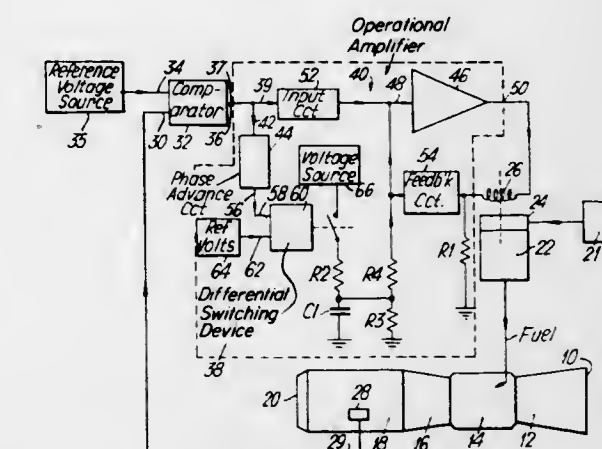 Operational
Amplifier
Reference
Voltage
Source
35
34
30
Comp-
arator
32
37
36
39
42
52
Input
Cct
40
48
46
50
44
Phase
Advance
Cct
56
58
60
Voltage
Source
66
54
Feedb'k
Cct.
26
24
22
21
Ref
Volts
64
62
Differential
Switching
Device
R2
C1
R4
R3
R1
38
Fuel
20
28
29
18
16
14
12
10